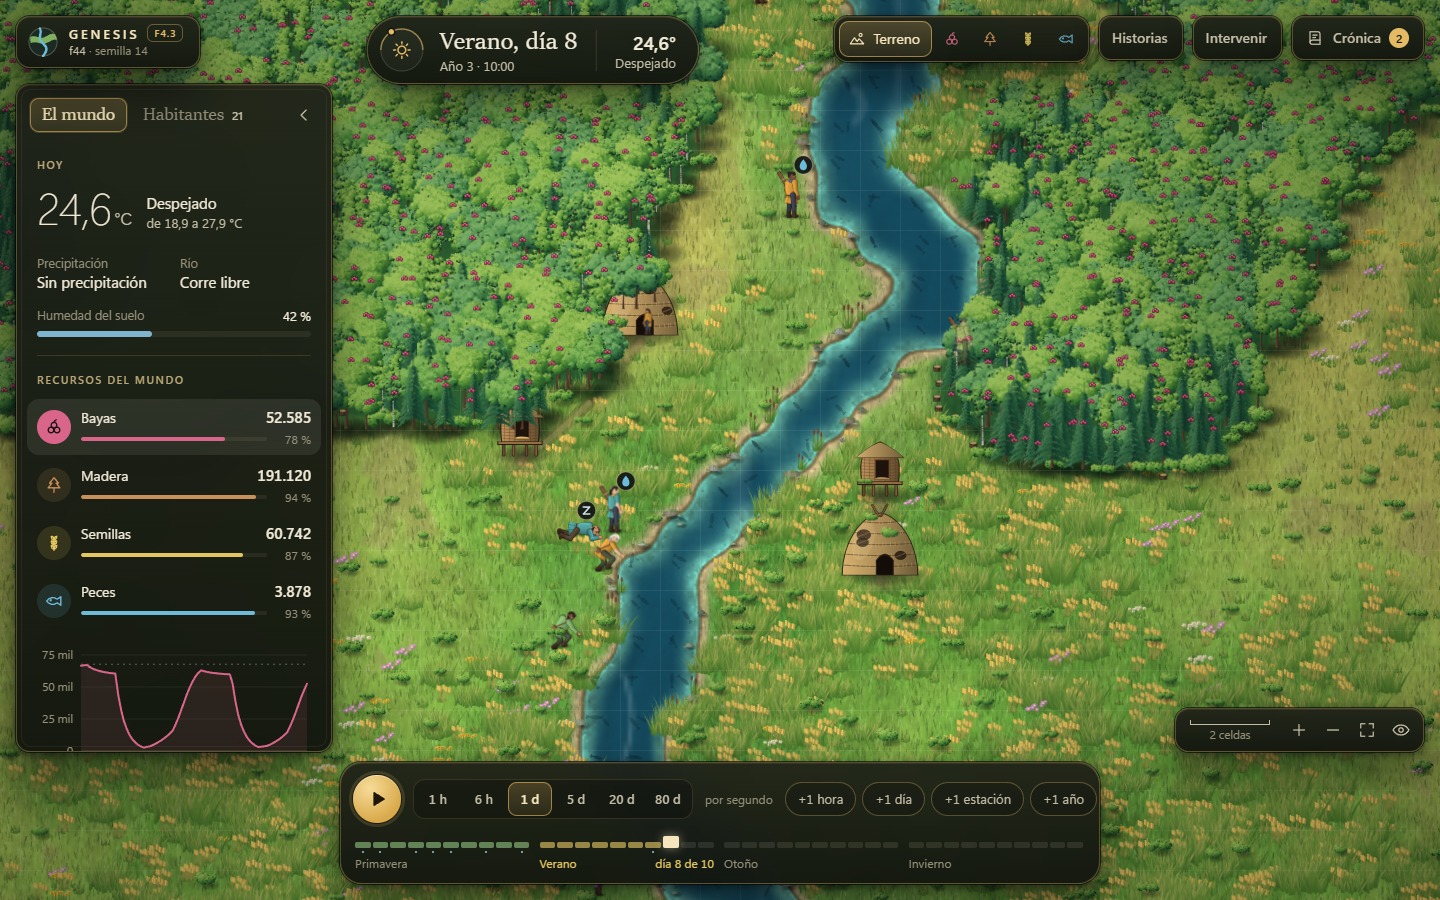 GENESIS F4.3
f44 · semilla 14
Verano, día 8
Año 3 · 10:00
24,6°
Despejado
Terreno
Historias
Intervenir
Crónica 2
El mundo
Habitantes 21
HOY
24,6 °C
Despejado
de 18,9 a 27,9 °C
Precipitación
Sin precipitación
Río
Corre libre
Humedad del suelo 42 %
RECURSOS DEL MUNDO
Bayas 52.585
78 %
Madera 191.120
94 %
Semillas 60.742
87 %
Peces 3.878
93 %
75 mil
50 mil
25 mil
0
Z
2 celdas
1 h 6 h 1 d 5 d 20 d 80 d por segundo +1 hora +1 día +1 estación +1 año
Primavera Verano día 8 de 10 Otoño Invierno